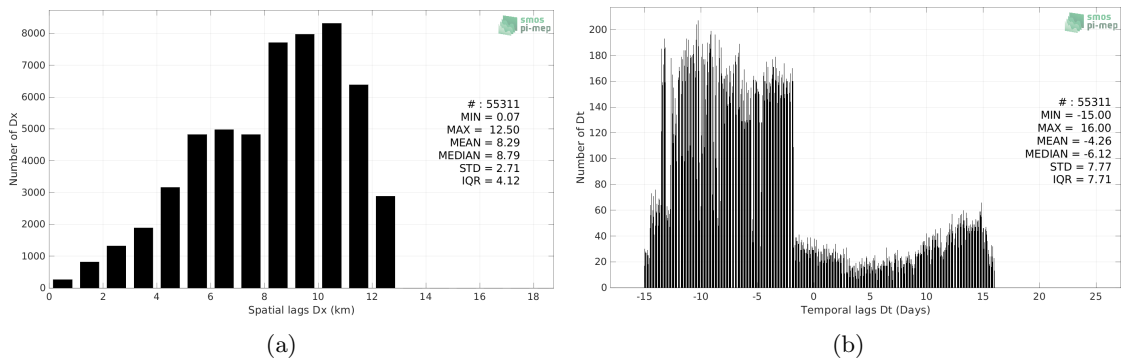 8000
7000
6000
5000
4000
3000
2000
1000
0
Number of Dx
0 2 4 6 8 10 12 14 16 18
Spatial lags Dx (km)
smos
pi-mep
# : 55311
MIN = 0.07
MAX = 12.50
MEAN = 8.29
MEDIAN = 8.79
STD = 2.71
IQR = 4.12
(a)
200
180
160
140
120
100
80
60
40
20
0
Number of Dt
-15 -10 -5 0 5 10 15 20 25
Temporal lags Dt (Days)
smos
pi-mep
# : 55311
MIN = -15.00
MAX = 16.00
MEAN = -4.26
MEDIAN = -6.12
STD = 7.77
IQR = 7.71
(b)